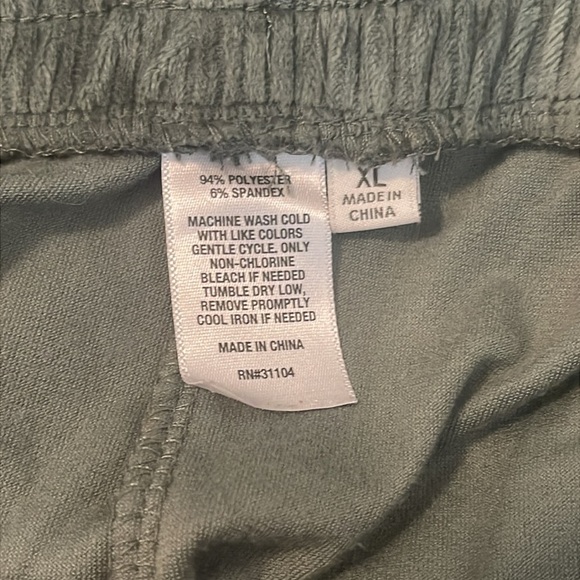 94% POLYESTER
6% SPANDEX
MACHINE WASH COLD
WITH LIKE COLORS
GENTLE CYCLE. ONLY
NON-CHLORINE
BLEACH IF NEEDED
TUMBLE DRY LOW,
REMOVE PROMPTLY
COOL IRON IF NEEDED
MADE IN CHINA
RN#31104
XL
MADE IN
CHINA